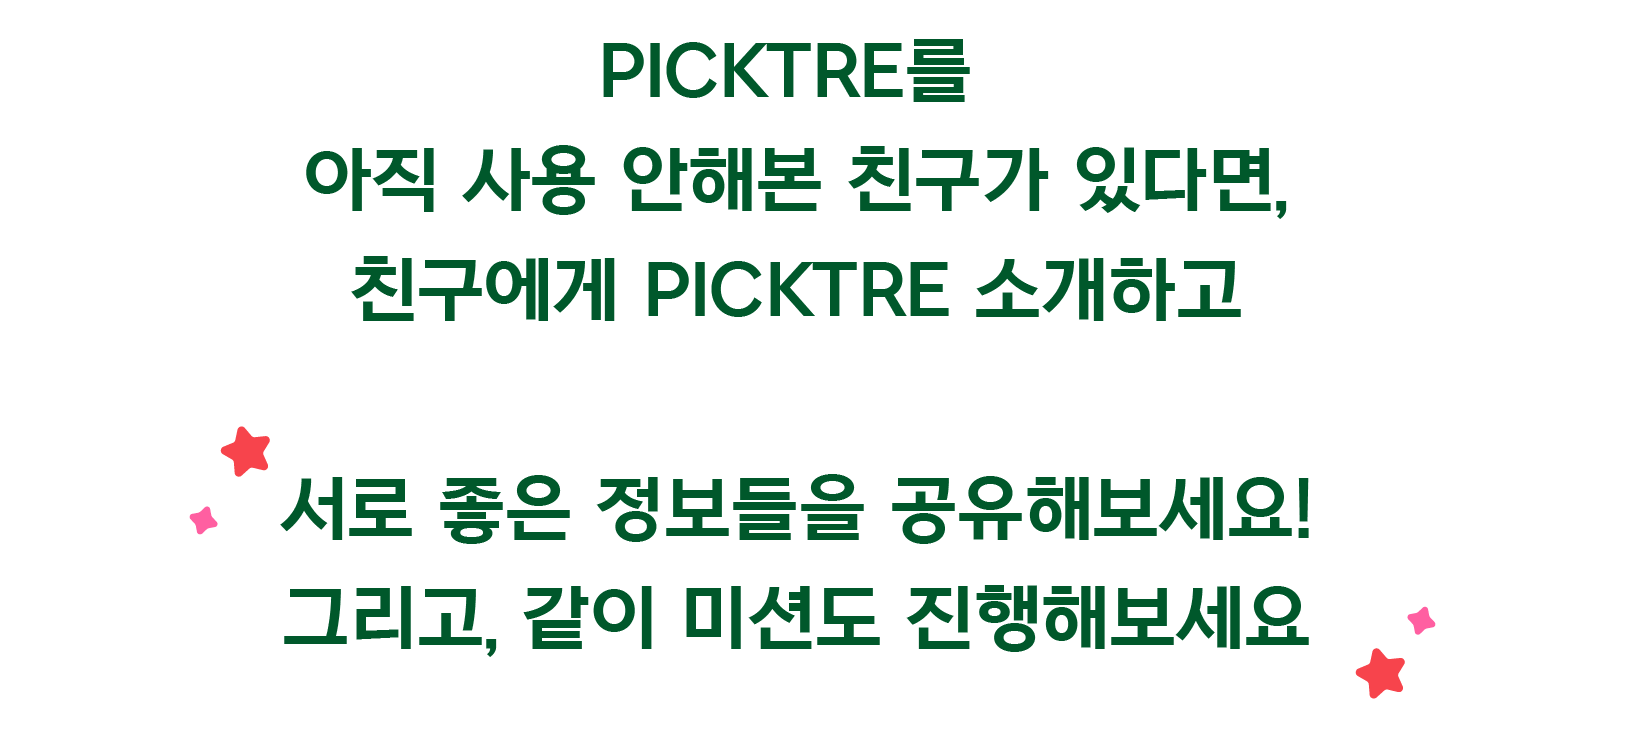 PICKTRE를
아직 사용 안해본 친구가 있다면,
친구에게 PICKTRE 소개하고
서로 좋은 정보들을 공유해보세요!
그리고, 같이 미션도 진행해보세요